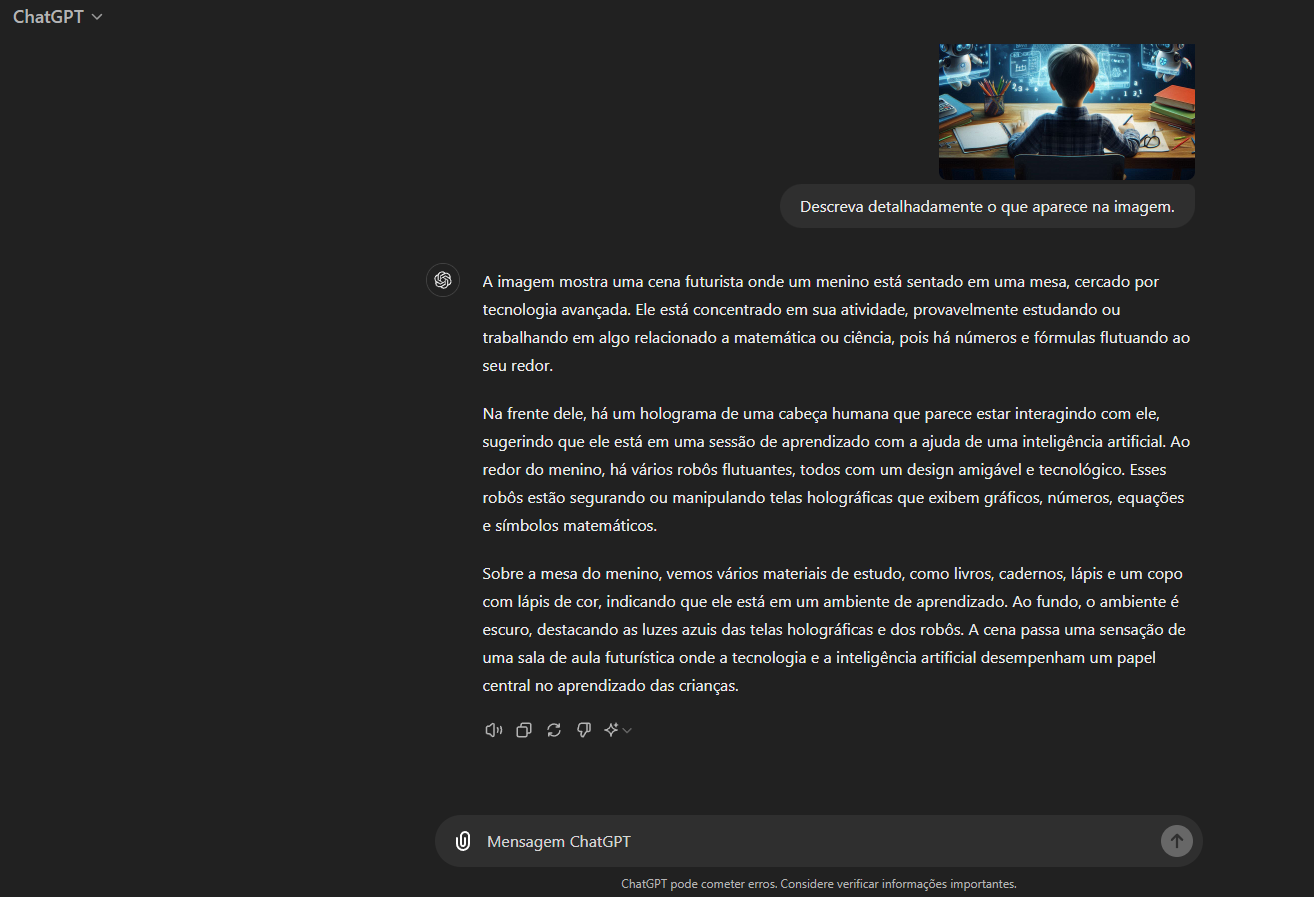 ChatGPT
Descreva detalhadamente o que aparece na imagem.
A imagem mostra uma cena futurista onde um menino está sentado em uma mesa, cercado por
tecnologia avançada. Ele está concentrado em sua atividade, provavelmente estudando ou
trabalhando em algo relacionado a matemática ou ciência, pois há números e fórmulas flutuando ao
seu redor.
Na frente dele, há um holograma de uma cabeça humana que parece estar interagindo com ele,
sugerindo que ele está em uma sessão de aprendizado com a ajuda de uma inteligência artificial. Ao
redor do menino, há vários robôs flutuantes, todos com um design amigável e tecnológico. Esses
robôs estão segurando ou manipulando telas holográficas que exibem gráficos, números, equações
e símbolos matemáticos.
Sobre a mesa do menino, vemos vários materiais de estudo, como livros, cadernos, lápis e um copo
com lápis de cor, indicando que ele está em um ambiente de aprendizado. Ao fundo, o ambiente é
escuro, destacando as luzes azuis das telas holográficas e dos robôs. A cena passa uma sensação de
uma sala de aula futurística onde a tecnologia e a inteligência artificial desempenham um papel
central no aprendizado das crianças.
Mensagem ChatGPT
ChatGPT pode cometer erros. Considere verificar informações importantes.